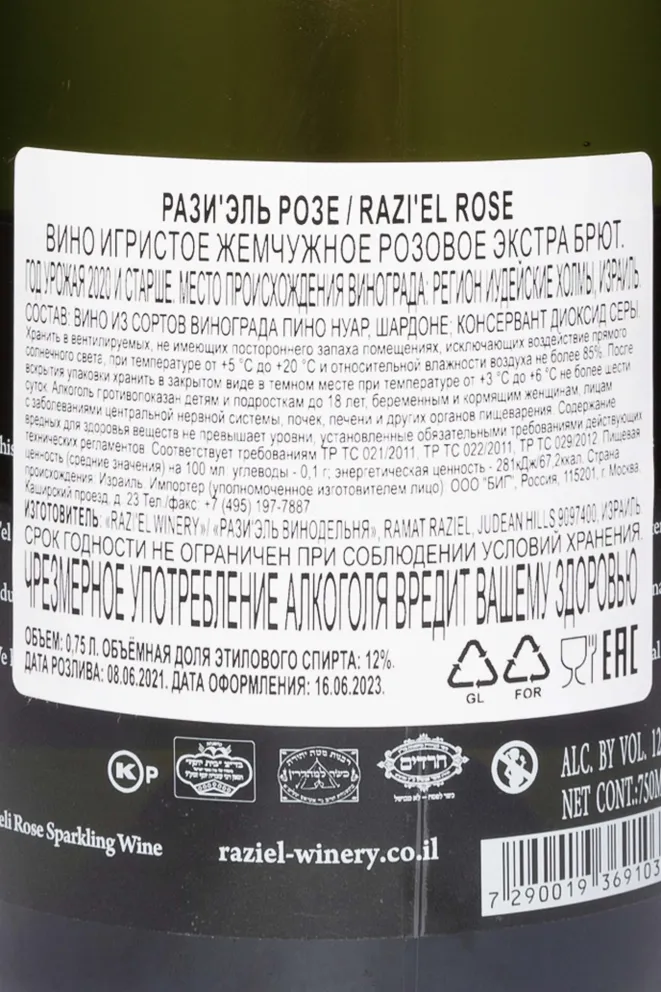 РАЗИ'ЭЛЬ РОЗЕ / RAZI'EL ROSE
ВИНО ИГРИСТОЕ ЖЕМЧУЖНОЕ РОЗОВОЕ ЭКСТРА БРЮТ.
ГОД УРОЖАЯ 2020 И СТАРШЕ. МЕСТО ПРОИСХОЖДЕНИЯ ВИНОГРАДА: РЕГИОН ИУДЕЙСКИЕ ХОЛМЫ, ИЗРАИЛЬ.
СОСТАВ: ВИНО ИЗ СОРТОВ ВИНОГРАДА ПИНО НУАР, ШАРДОНЕ; КОНСЕРВАНТ ДИОКСИД СЕРЫ.
Хранить в вентилируемых, не имеющих постороннего запаха помещениях, исключающих воздействие прямого
солнечного света, при температуре от +5 °С до +20 °С и относительной влажности воздуха не более 85%. После
вскрытия упаковки хранить в закрытом виде в темном месте при температуре от +3 °С до +6 °С не более шести
суток. Алкоголь противопоказан детям и подросткам до 18 лет, беременным и кормящим женщинам, лицам
с заболеваниями центральной нервной системы, почек, печени и других органов пищеварения. Содержание
вредных для здоровья веществ не превышает уровни, установленные обязательными требованиями действующих
технических регламентов. Соответствует требованиям ТР ТС 021/2011, ТР ТС 022/2011, ТР ТС 029/2012. Пищевая
ценность (средние значения) на 100 мл: углеводы - 0,1 г; энергетическая ценность - 281кДж/67,2ккал. Страна
происхождения: Израиль. Импортер (уполномоченное изготовителем лицо): ООО "БИГ", Россия, 115201, г. Москва,
Каширский проезд, д. 23 Тел./факс: +7 (495) 197-7887
ИЗГОТОВИТЕЛЬ: «RAZI'EL WINERY»/ «РАЗИ'ЭЛЬ ВИНОДЕЛЬНЯ», RAMAT RAZIEL, JUDEAN HILLS 9097400, ИЗРАИЛЬ
СРОК ГОДНОСТИ НЕ ОГРАНИЧЕН ПРИ СОБЛЮДЕНИИ УСЛОВИЙ ХРАНЕНИЯ.
ЧРЕЗМЕРНОЕ УПОТРЕБЛЕНИЕ АЛКОГОЛЯ ВРЕДИТ ВАШЕМУ ЗДОРОВЬЮ
ОБЪЕМ: 0,75 Л. ОБЪЁМНАЯ ДОЛЯ ЭТИЛОВОГО СПИРТА: 12%.
ДАТА РОЗЛИВА: 08.06.2021. ДАТА ОФОРМЛЕНИЯ: 16.06.2023.
GL FOR EAC
K P
חרדים
ALC. BY VOL. 12
NET CONT.:750M
eli Rose Sparkling Wine
raziel-winery.co.il
7 290019 369103